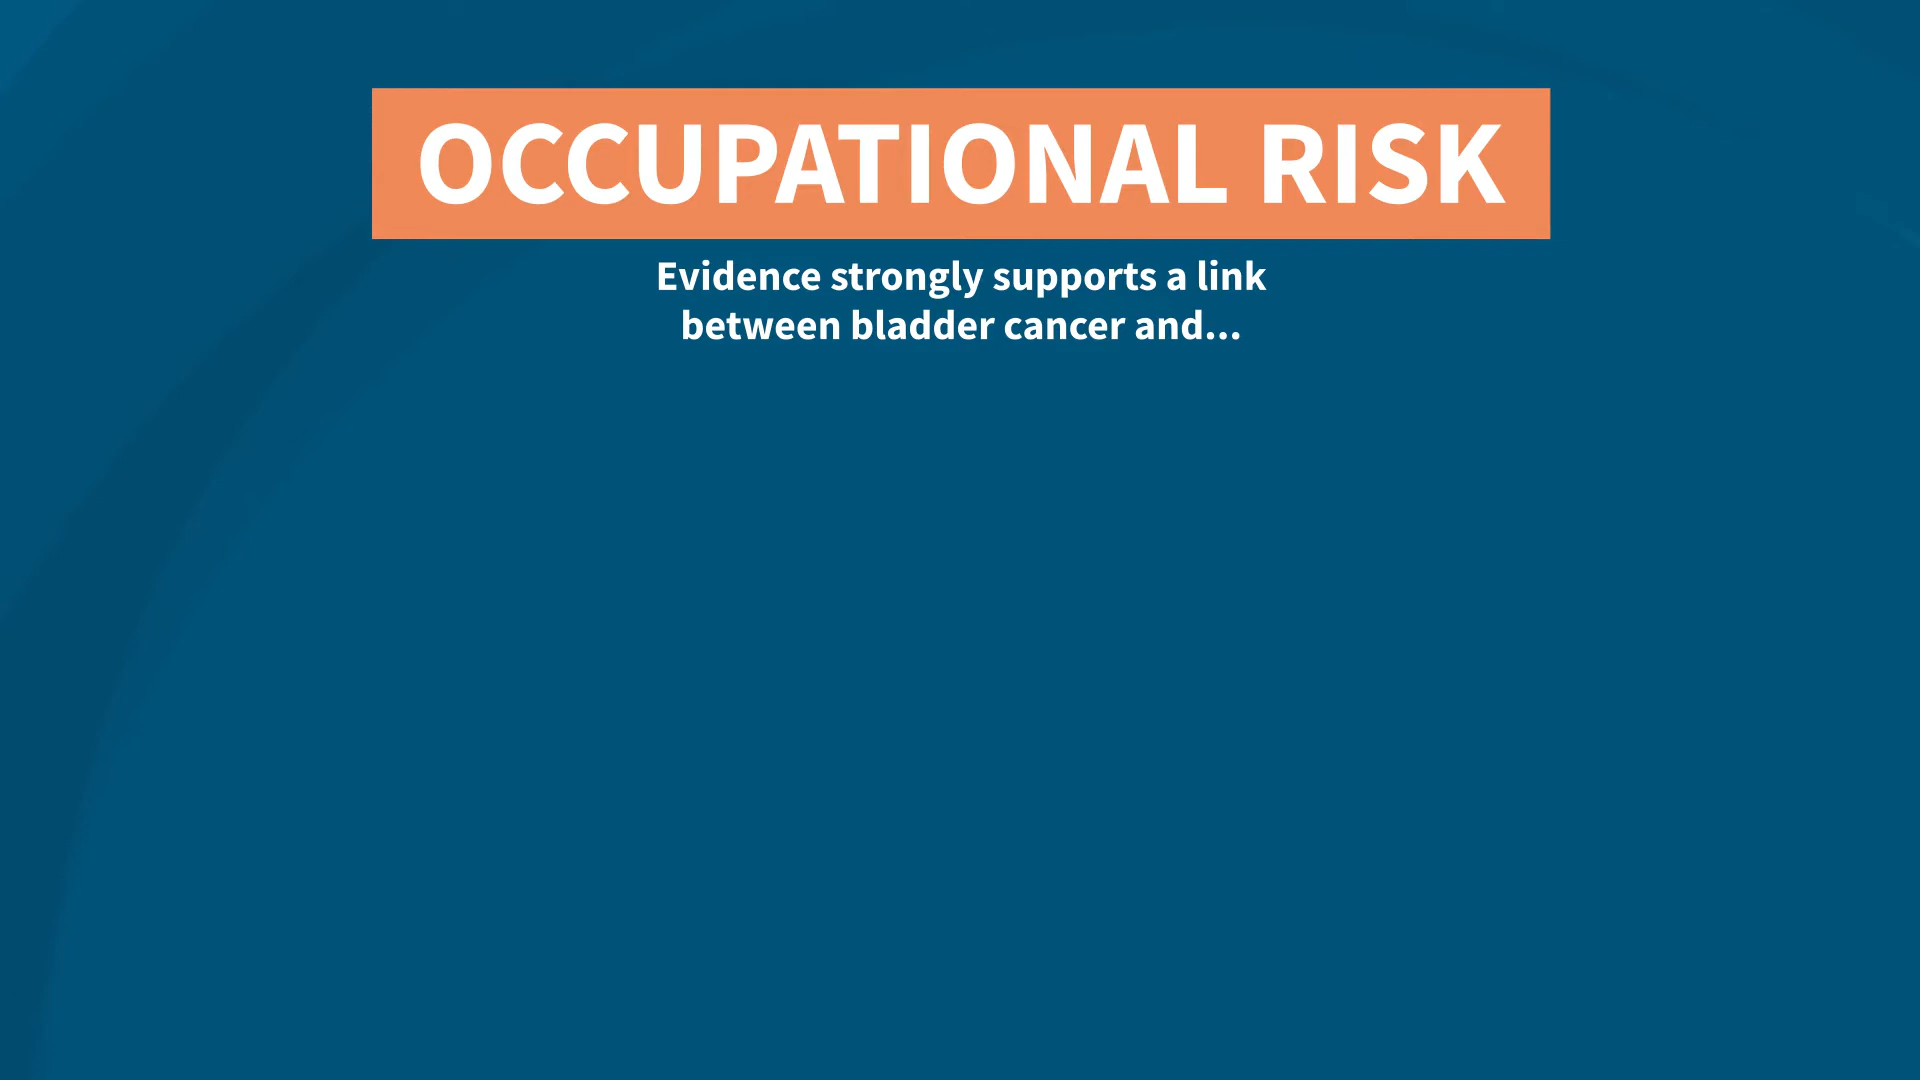 OCCUPATIONAL RISK
Evidence strongly supports a link
between bladder cancer and...